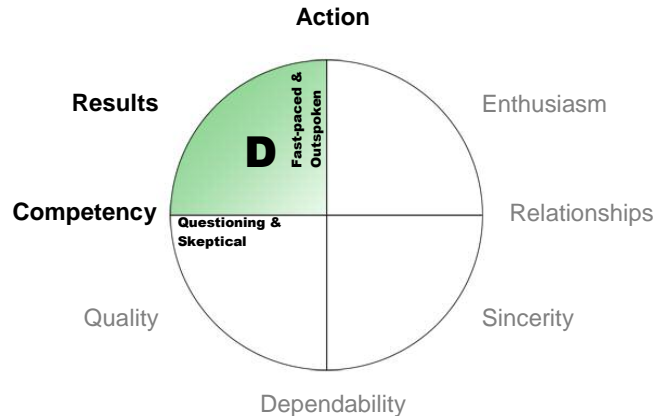 Action
Results
Enthusiasm
Fast-paced &
Outspoken
D
Competency
Relationships
Questioning &
Skeptical
Quality
Sincerity
Dependability